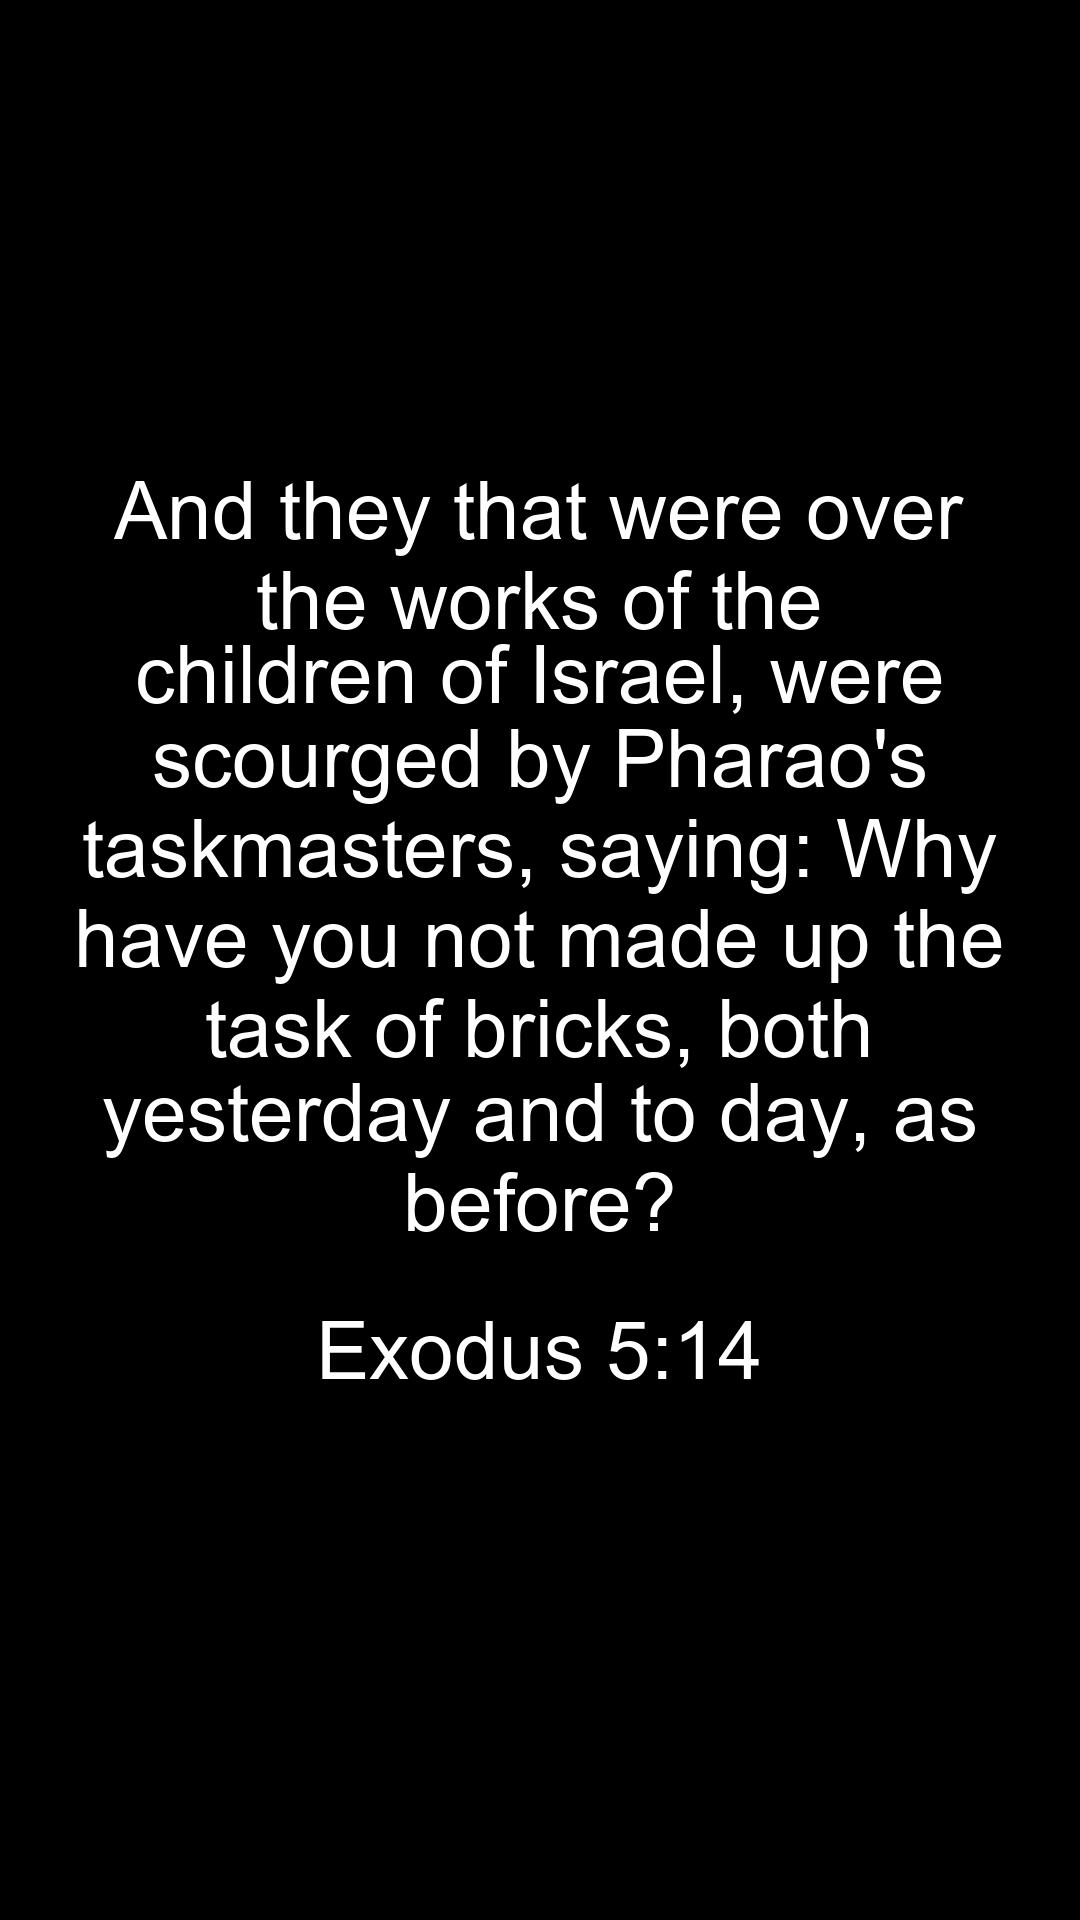 And they that were over
the works of the
children of Israel, were
scourged by Pharao's
taskmasters, saying: Why
have you not made up the
task of bricks, both
yesterday and to day, as
before?
Exodus 5:14